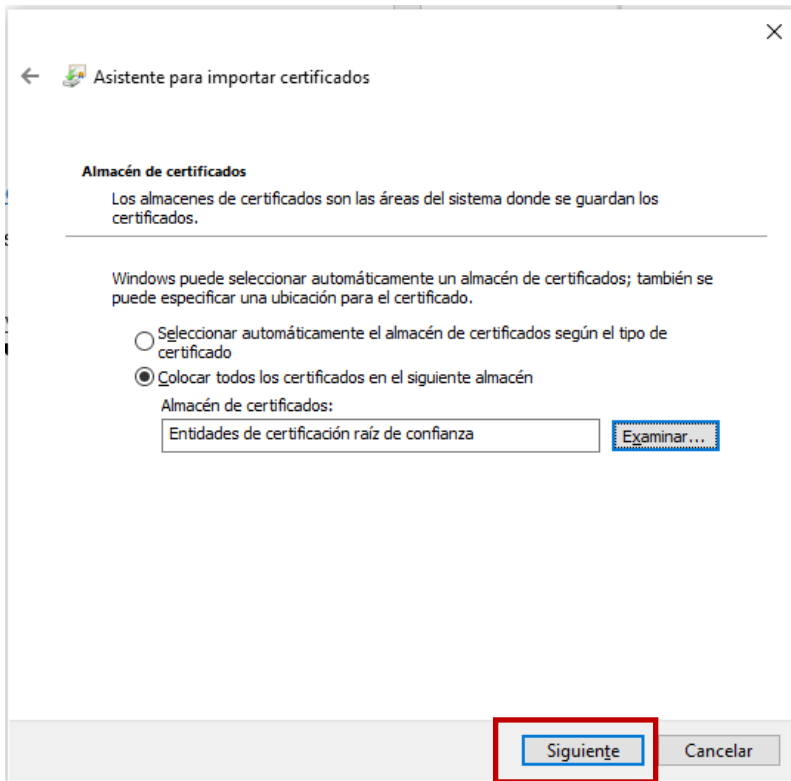 Asistente para importar certificados
Almacén de certificados
Los almacenes de certificados son las áreas del sistema donde se guardan los
certificados.
Windows puede seleccionar automáticamente un almacén de certificados; también se
puede especificar una ubicación para el certificado.
Seleccionar automáticamente el almacén de certificados según el tipo de
certificado
Colocar todos los certificados en el siguiente almacén
Almacén de certificados:
Entidades de certificación raíz de confianza
Examinar...
Siguiente
Cancelar